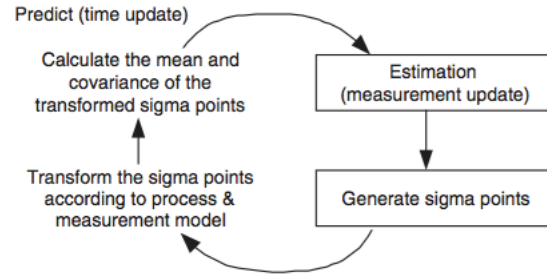 Predict (time update)
Calculate the mean and
covariance of the
transformed sigma points
Estimation
(measurement update)
Transform the sigma points
according to process &
measurement model
Generate sigma points